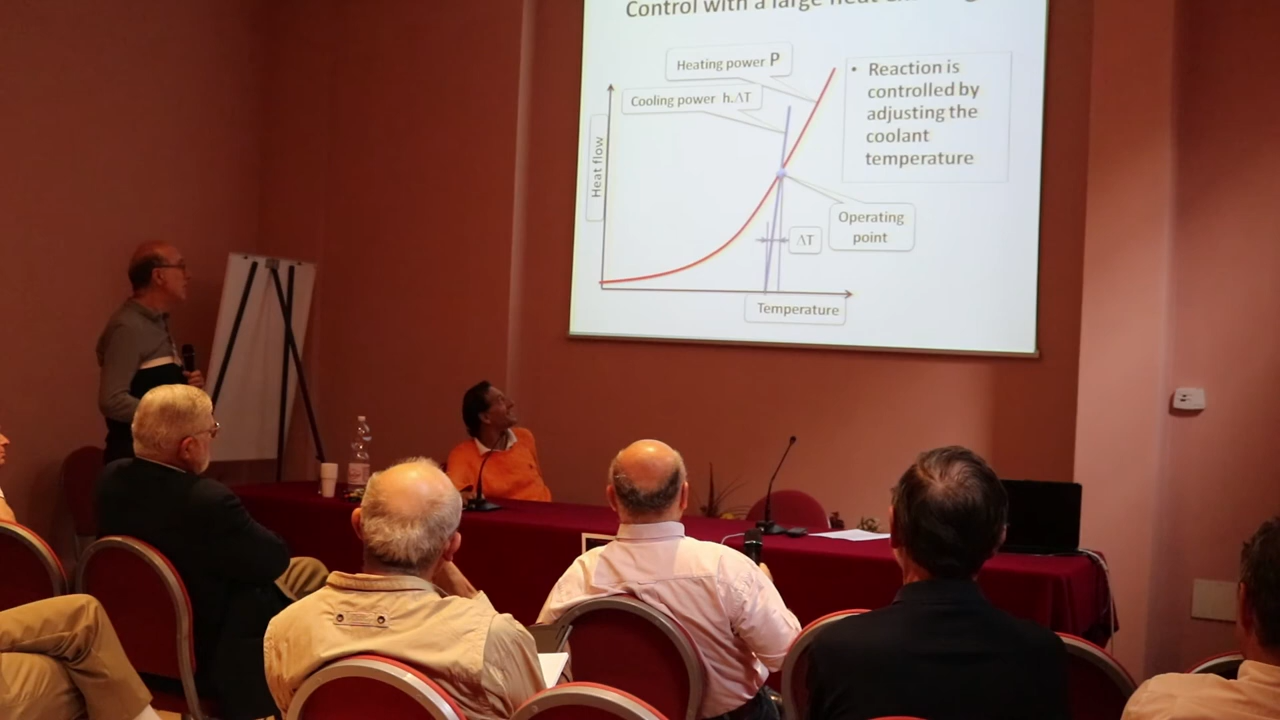 Control with a large heat
Heating power P
Cooling power h.ΔT
Heat flow
• Reaction is
controlled by
adjusting the
coolant
temperature
Operating
point
ΔT
Temperature